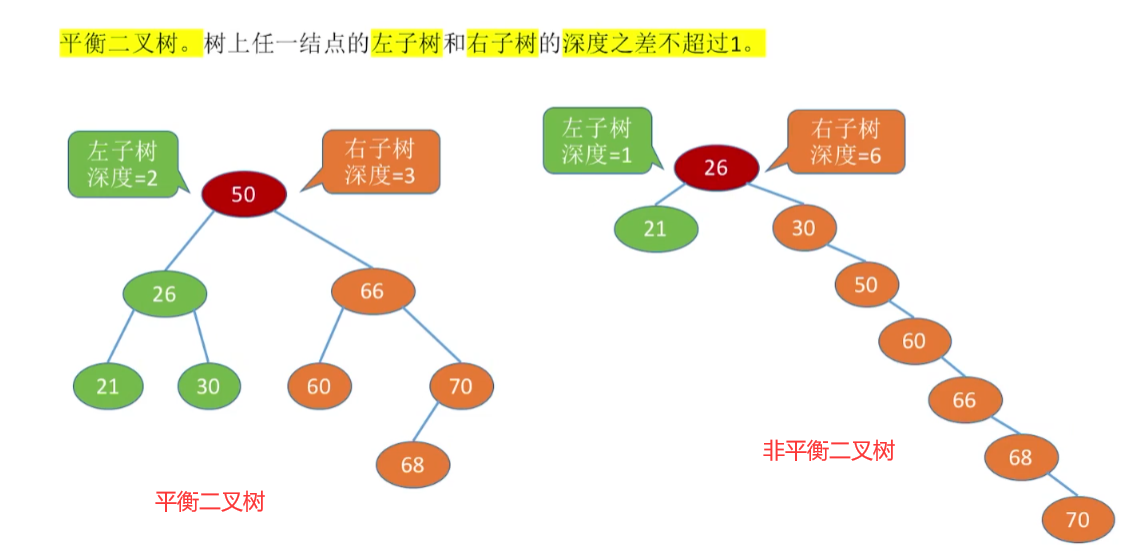 平衡二叉树。树上任一结点的左子树和右子树的深度之差不超过1。
左子树
深度=2
右子树
深度=3
50
26
66
21
30
60
70
68
平衡二叉树
左子树
深度=1
右子树
深度=6
26
21
30
50
60
66
68
70
非平衡二叉树